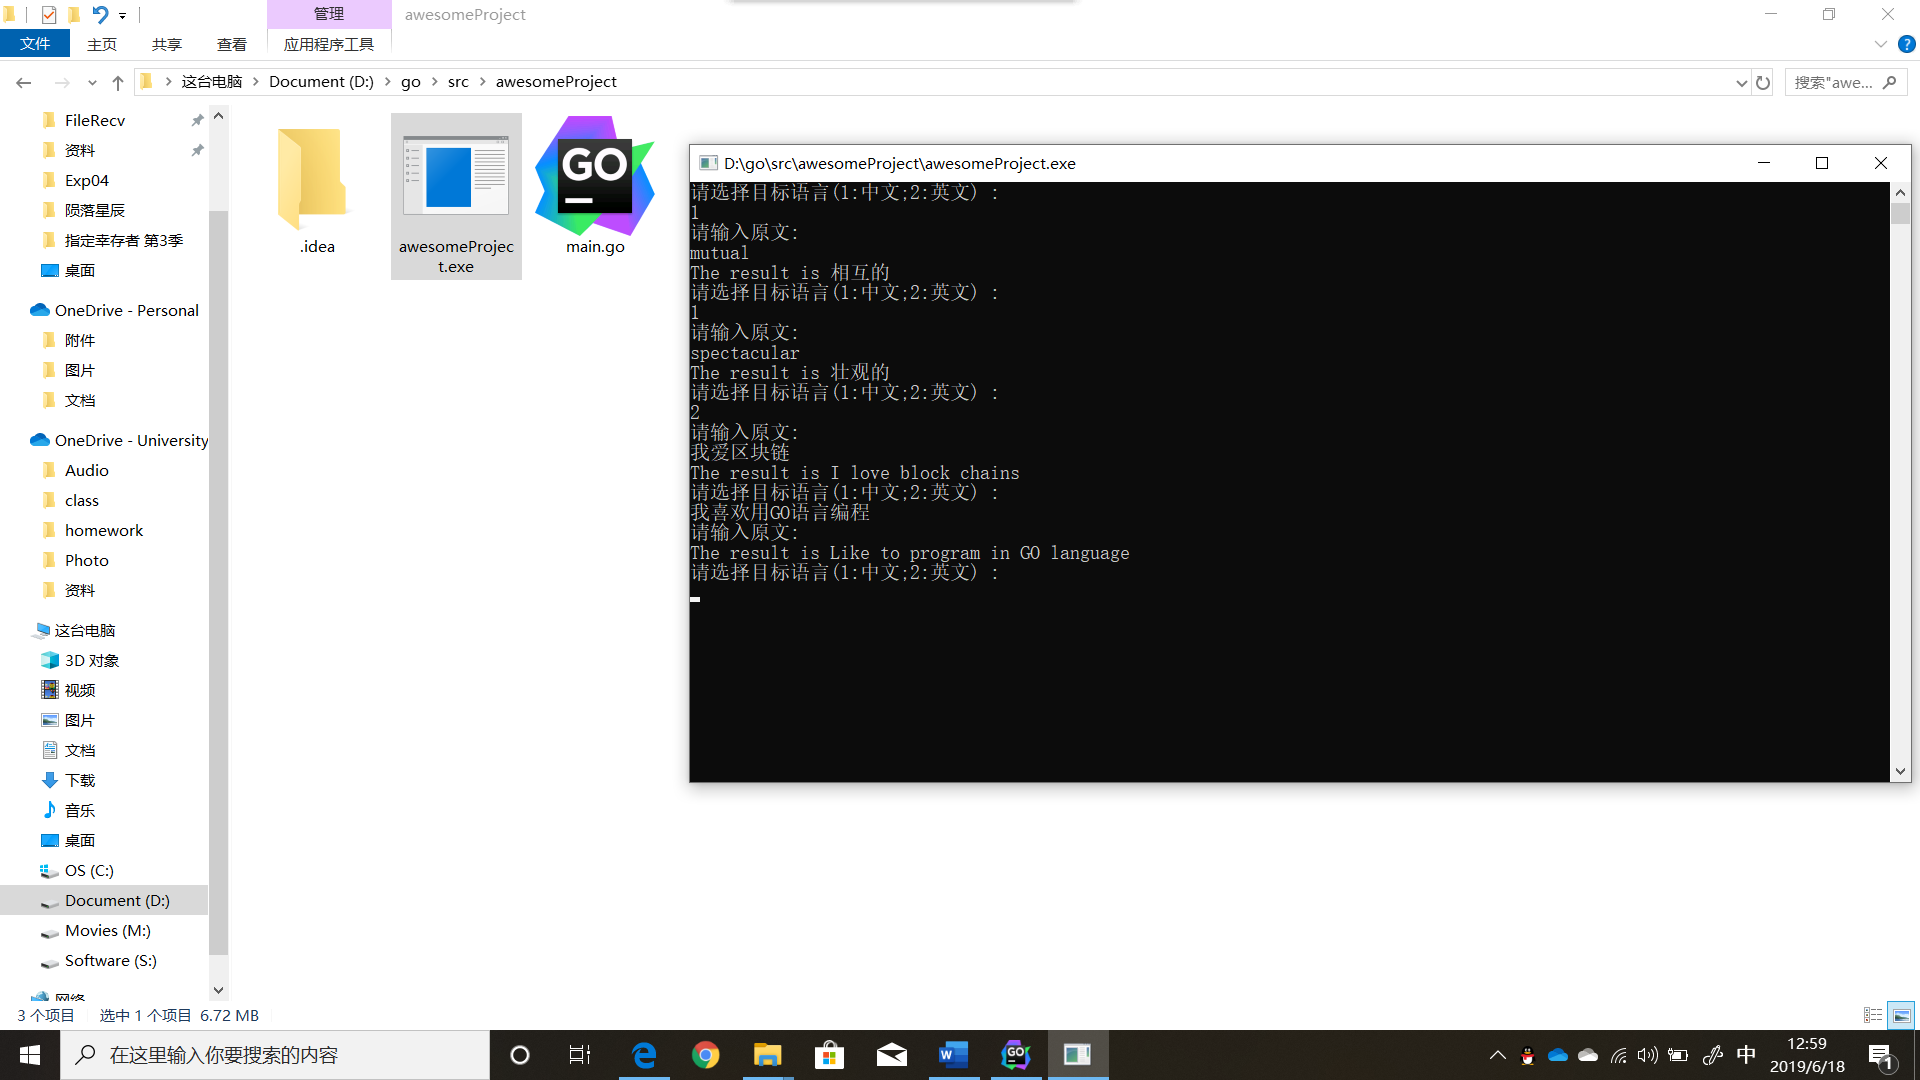 管理
awesomeProject
文件
主页
共享
查看
应用程序工具
?
这台电脑
Document (D:)
go
src
awesomeProject
搜索"awe...
FileRecv
资料
Exp04
陨落星辰
指定幸存者 第3季
桌面
OneDrive - Personal
附件
图片
文档
OneDrive - University
Audio
class
homework
Photo
资料
这台电脑
3D 对象
视频
图片
文档
下载
音乐
桌面
OS (C:)
Document (D:)
Movies (M:)
Software (S:)
网络
.idea
awesomeProjec
t.exe
GO
main.go
D:\go\src\awesomeProject\awesomeProject.exe
请选择目标语言(1:中文;2:英文) :
1
请输入原文:
mutual
The result is 相互的
请选择目标语言(1:中文;2:英文) :
1
请输入原文:
spectacular
The result is 壮观的
请选择目标语言(1:中文;2:英文) :
2
请输入原文:
我爱区块链
The result is I love block chains
请选择目标语言(1:中文;2:英文) :
我喜欢用GO语言编程
请输入原文:
The result is Like to program in GO language
请选择目标语言(1:中文;2:英文) :
3 个项目
选中 1 个项目 6.72 MB
在这里输入你要搜索的内容
W
GO
中
12:59
2019/6/18
1